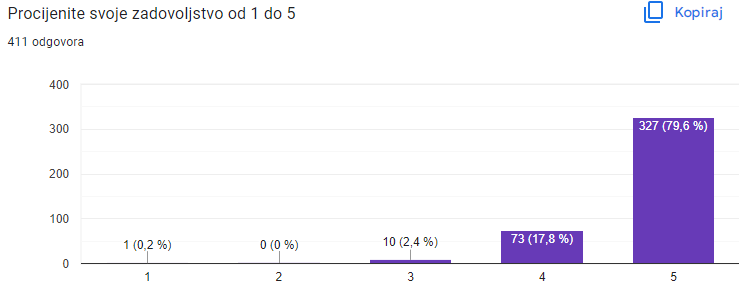 Procijenite svoje zadovoljstvo od 1 do 5
Kopiraj
411 odgovora
400
300
200
100
0
1 (0,2 %)
0 (0 %)
10 (2,4 %)
73 (17,8 %)
327 (79,6 %)
1
2
3
4
5